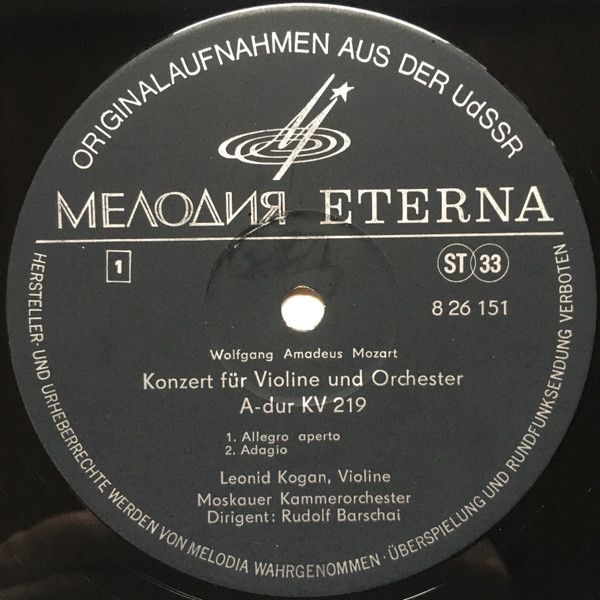 ORIGINALAUFNAHMEN AUS DER UdSSR
МЕЛОДИЯ ETERNA
1
ST 33
8 26 151
Wolfgang Amadeus Mozart
Konzert für Violine und Orchester
A-dur KV 219
1. Allegro aperto
2. Adagio
Leonid Kogan, Violine
Moskauer Kammerorchester
Dirigent: Rudolf Barschai
HERSTELLER- UND URHEBERRECHTE WERDEN VON MELODIA WAHRGENOMMEN · ÜBERSPIELUNG UND RUNDFUNKSENDUNG VERBOTEN